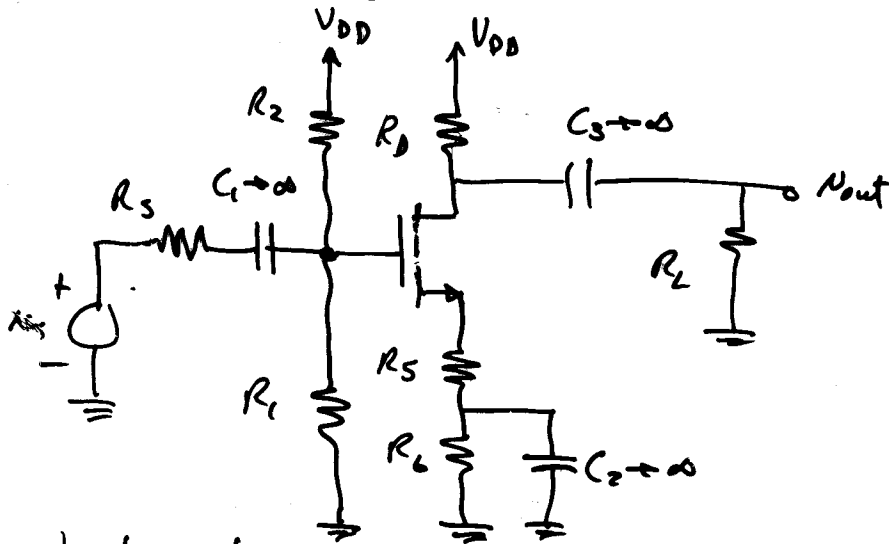 V_DD V_DD
R_2 R_D C_3→∞
R_s C_1→∞ v_out
+
R_L
−
R_1 R_5
R_6 C_2→∞